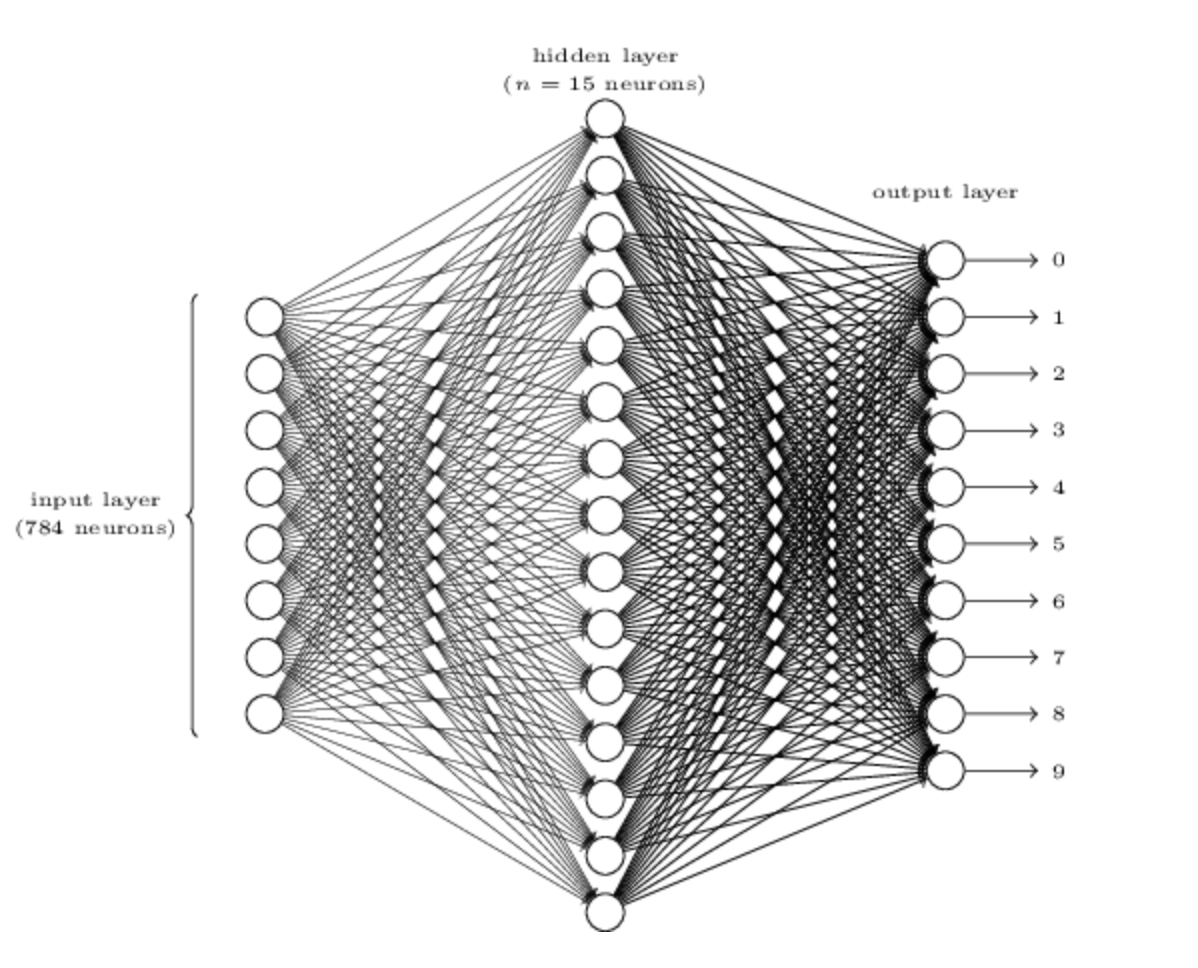 hidden layer
(n = 15 neurons)
output layer
0
1
2
3
4
5
6
7
8
9
input layer
(784 neurons)